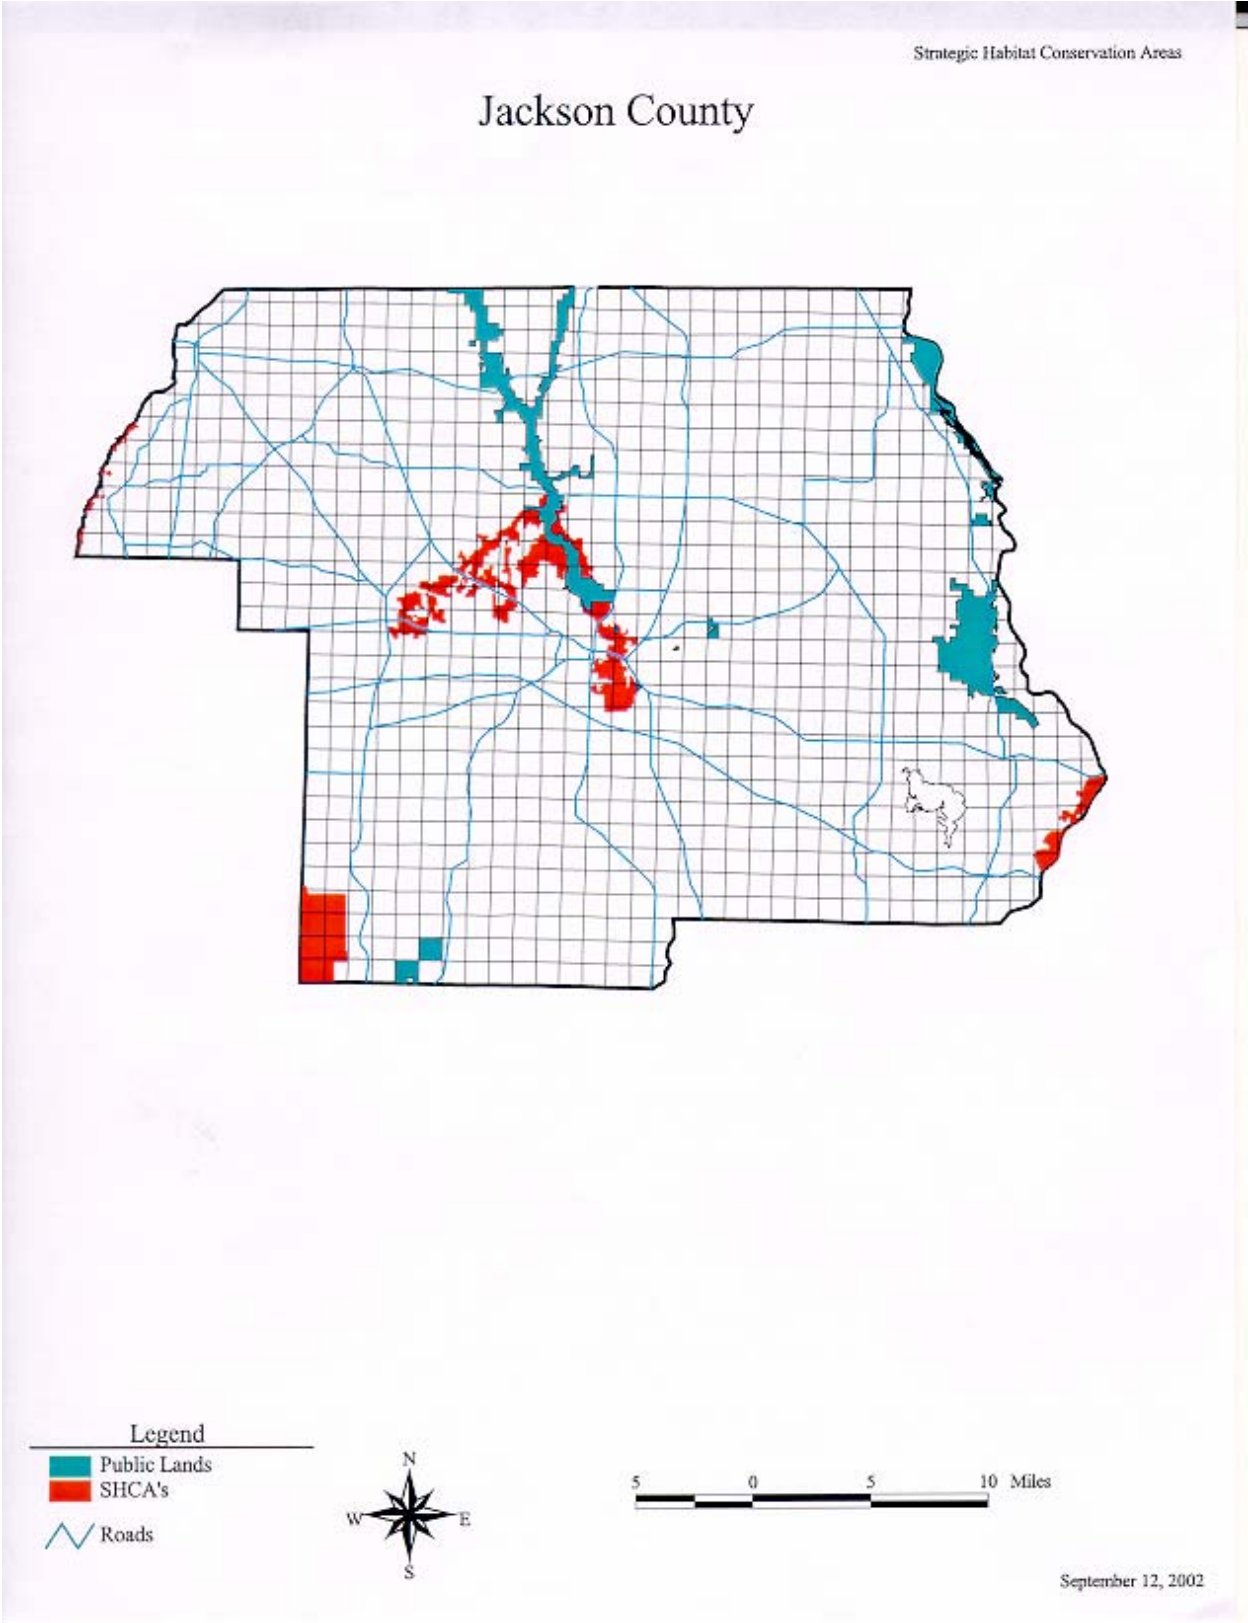 Strategic Habitat Conservation Areas
Jackson County
Legend
Public Lands
SHCA's
Roads
N
W
E
S
5 0 5 10 Miles
September 12, 2002